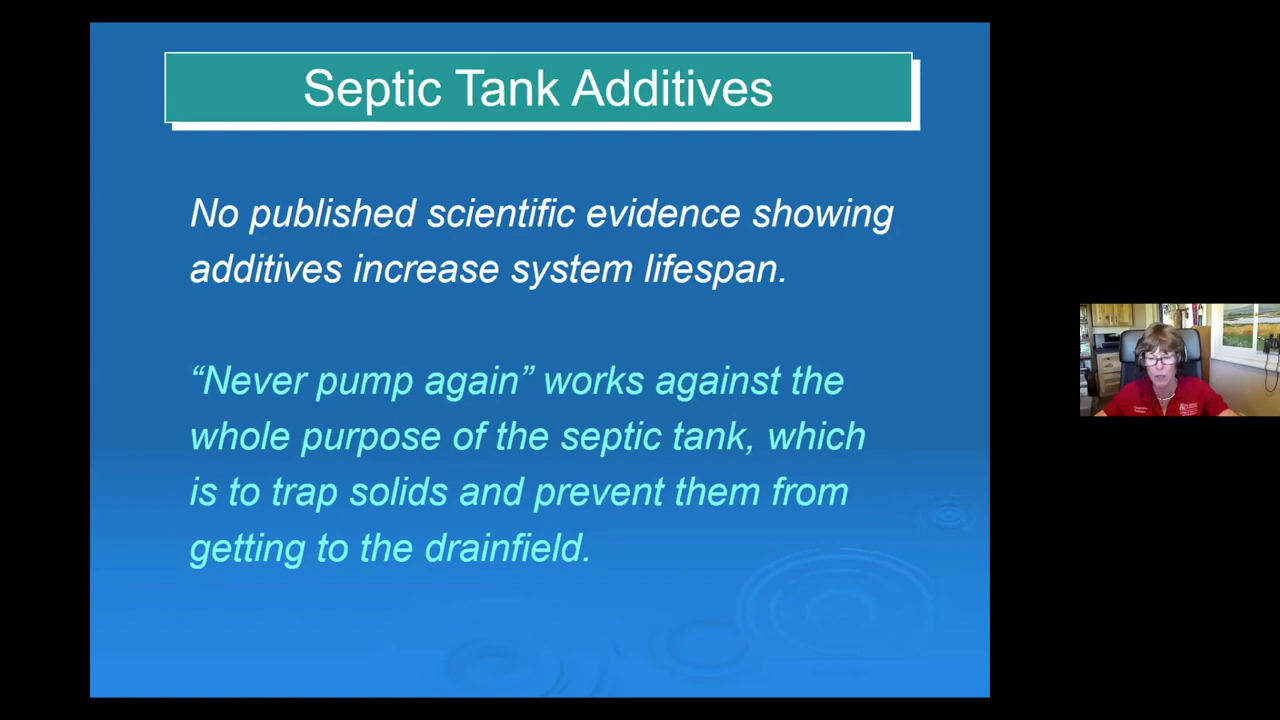 Septic Tank Additives
No published scientific evidence showing
additives increase system lifespan.
“Never pump again” works against the
whole purpose of the septic tank, which
is to trap solids and prevent them from
getting to the drainfield.